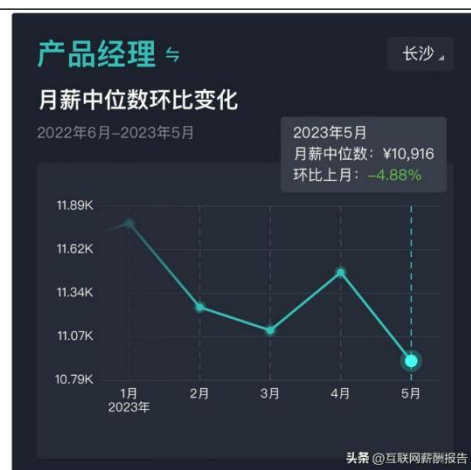 产品经理 ⇋
长沙
月薪中位数环比变化
2022年6月–2023年5月
2023年5月
月薪中位数：¥10,916
环比上月：–4.88%
11.89K
11.62K
11.34K
11.07K
10.79K
1月 2月 3月 4月 5月
2023年
头条 @互联网薪酬报告